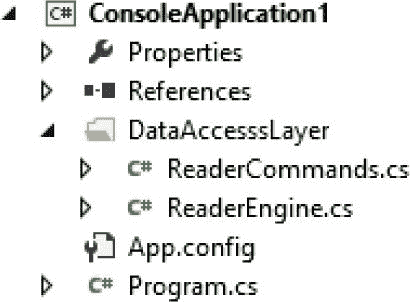 C# ConsoleApplication1
Properties
References
DataAccesssLayer
C# ReaderCommands.cs
C# ReaderEngine.cs
App.config
C# Program.cs